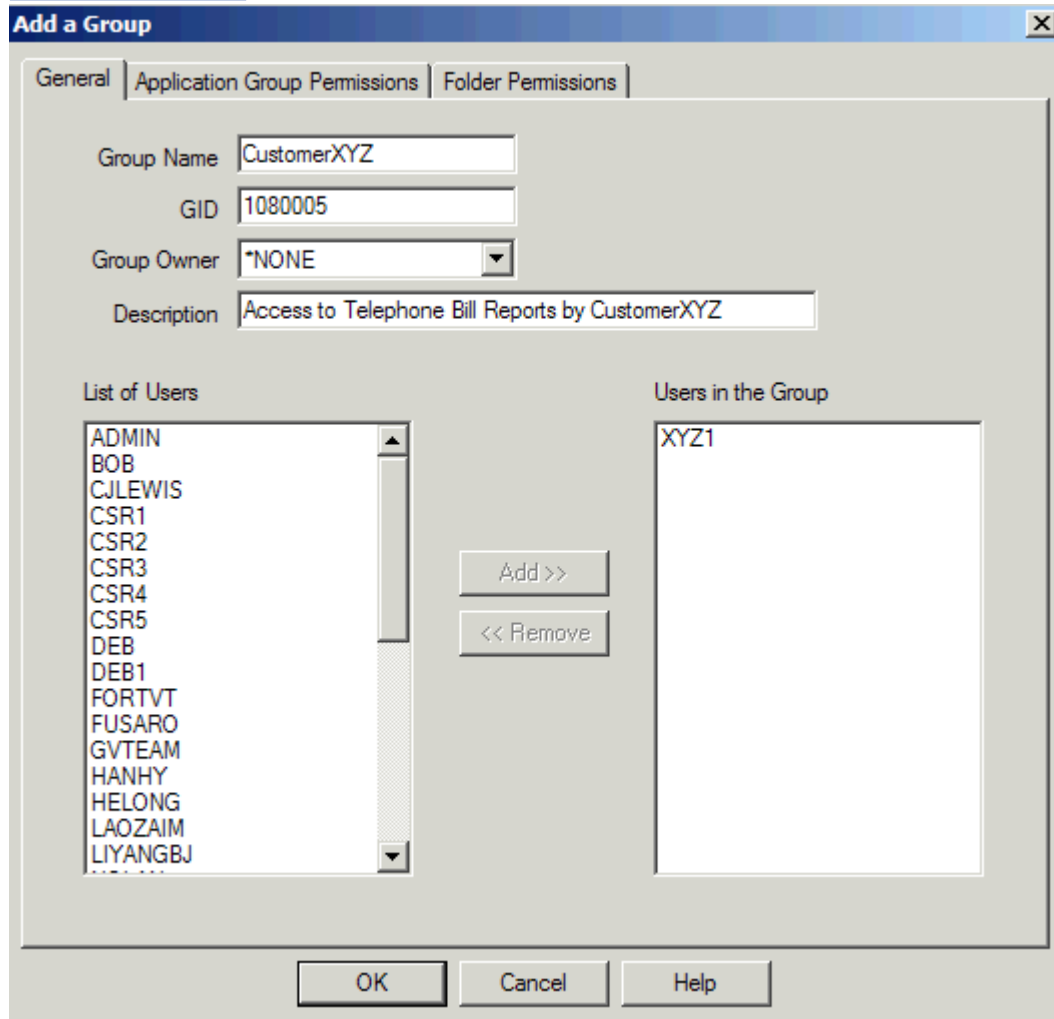 Add a Group
General Application Group Permissions Folder Permissions
Group Name CustomerXYZ
GID 1080005
Group Owner *NONE
Description Access to Telephone Bill Reports by CustomerXYZ
List of Users
ADMIN
BOB
CJLEWIS
CSR1
CSR2
CSR3
CSR4
CSR5
DEB
DEB1
FORTVT
FUSARO
GVTEAM
HANHY
HELONG
LAOZAIM
LIYANGBJ
Add >>
<< Remove
Users in the Group
XYZ1
OK Cancel Help